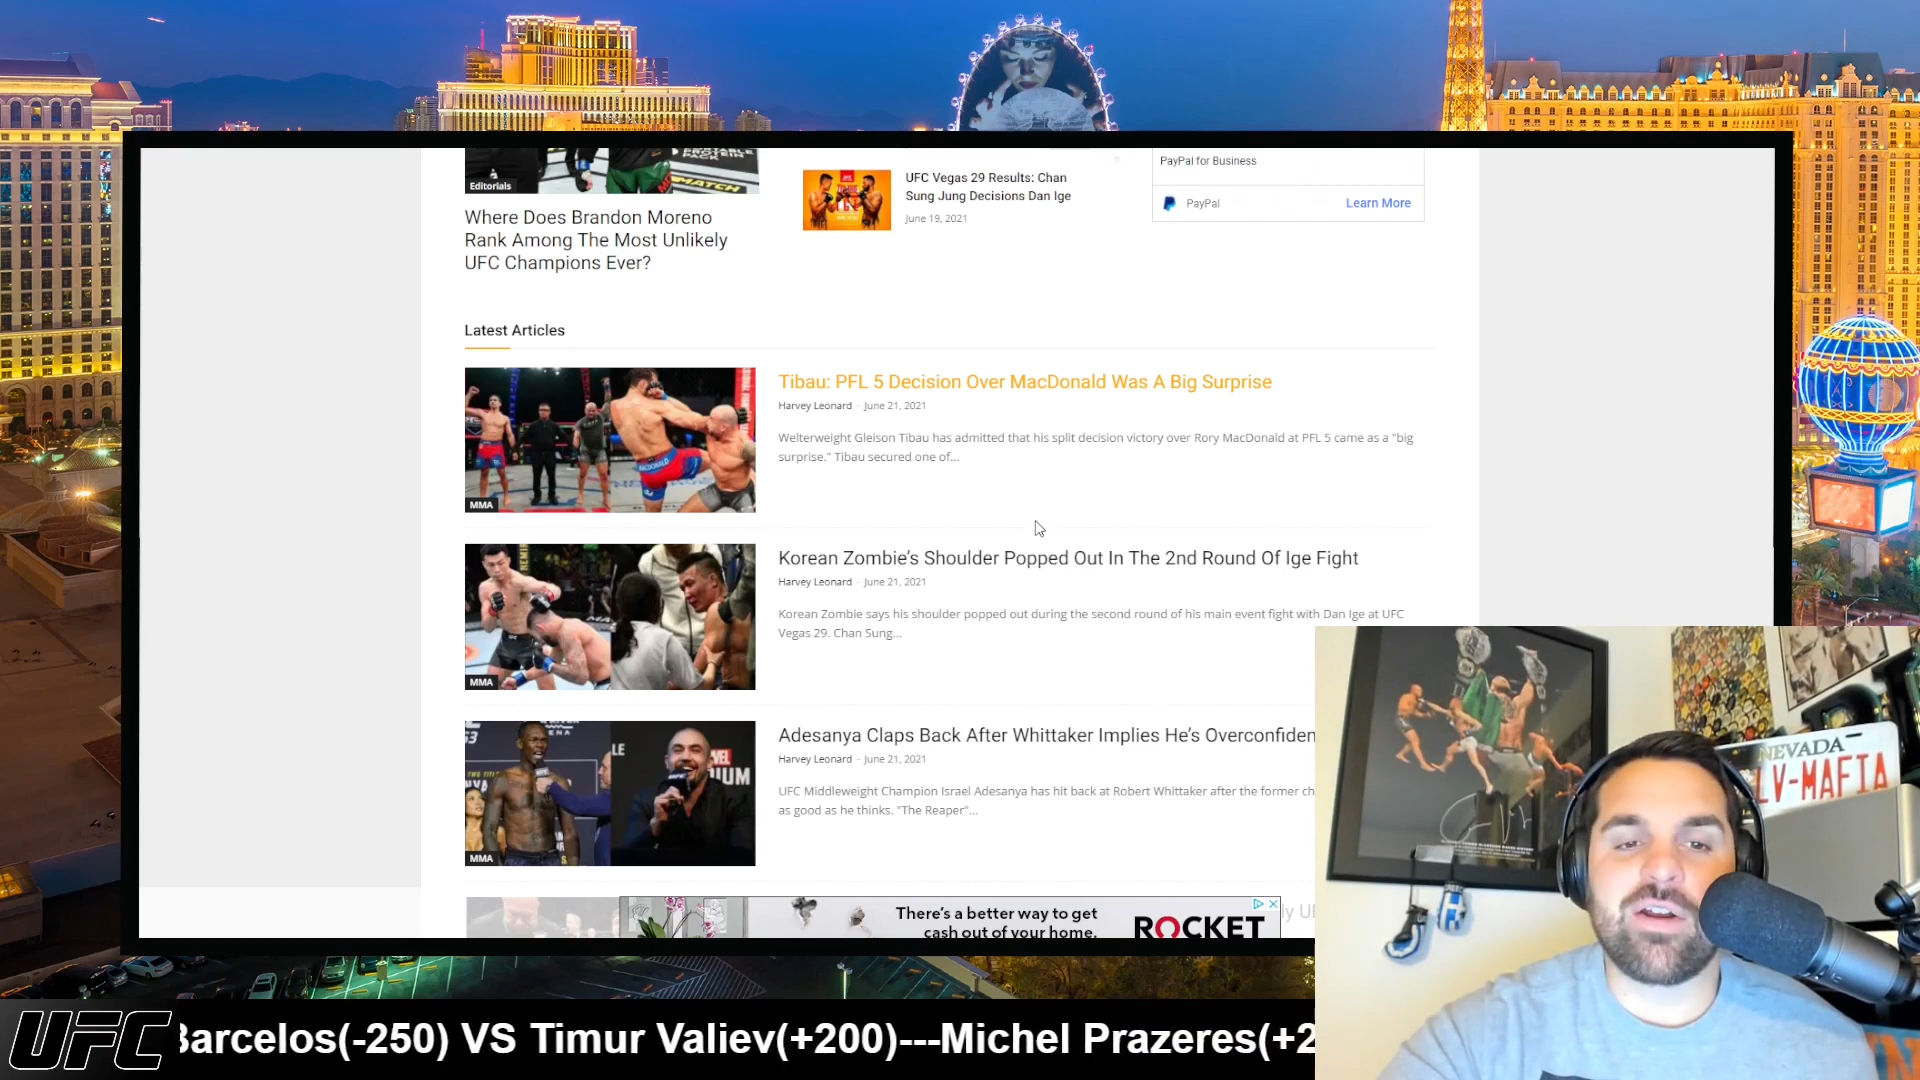 PayPal for Business
PayPal
Learn More
Editorials
Where Does Brandon Moreno
Rank Among The Most Unlikely
UFC Champions Ever?
UFC Vegas 29 Results: Chan
Sung Jung Decisions Dan Ige
June 19, 2021
Latest Articles
MMA
Tibau: PFL 5 Decision Over MacDonald Was A Big Surprise
Harvey Leonard - June 21, 2021
Welterweight Gleison Tibau has admitted that his split decision victory over Rory MacDonald at PFL 5 came as a "big
surprise." Tibau secured one of...
MMA
Korean Zombie's Shoulder Popped Out In The 2nd Round Of Ige Fight
Harvey Leonard - June 21, 2021
Korean Zombie says his shoulder popped out during the second round of his main event fight with Dan Ige at UFC
Vegas 29. Chan Sung...
MMA
Adesanya Claps Back After Whittaker Implies He's Overconfiden
Harvey Leonard - June 21, 2021
UFC Middleweight Champion Israel Adesanya has hit back at Robert Whittaker after the former ch
as good as he thinks. "The Reaper"...
There's a better way to get
cash out of your home.
ROCKET
NEVADA
LV-MAFIA
UFC
Barcelos(-250) VS Timur Valiev(+200)---Michel Prazeres(+2